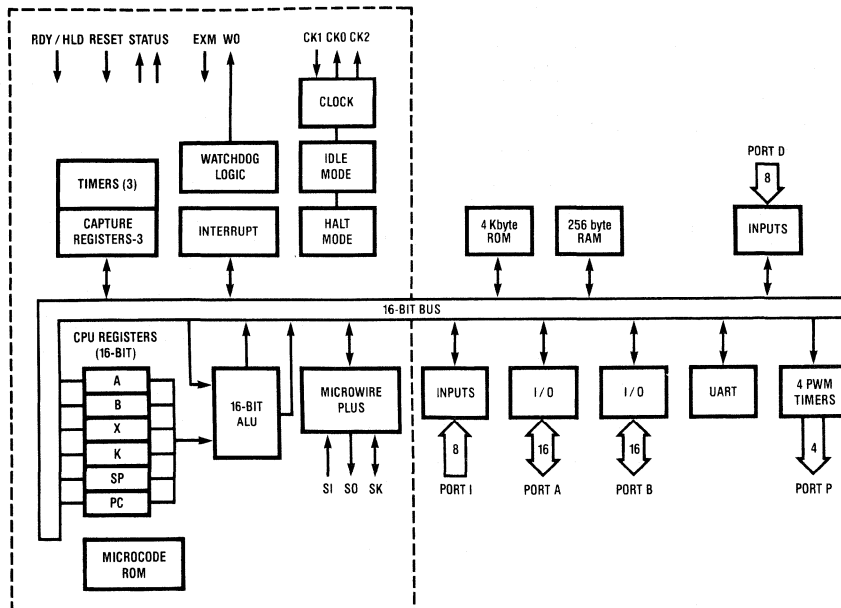 RDY / HLD RESET STATUS EXM WO CK1 CK0 CK2
CLOCK
WATCHDOG
LOGIC
IDLE
MODE
PORT D
8
TIMERS (3)
CAPTURE
REGISTERS-3
INTERRUPT
HALT
MODE
4 Kbyte
ROM
256 byte
RAM
INPUTS
16-BIT BUS
CPU REGISTERS
(16-BIT)
A
B
X
K
SP
PC
16-BIT
ALU
MICROWIRE
PLUS
INPUTS
I / O
I / O
UART
4 PWM
TIMERS
8
16
16
4
SI SO SK
PORT I
PORT A
PORT B
PORT P
MICROCODE
ROM